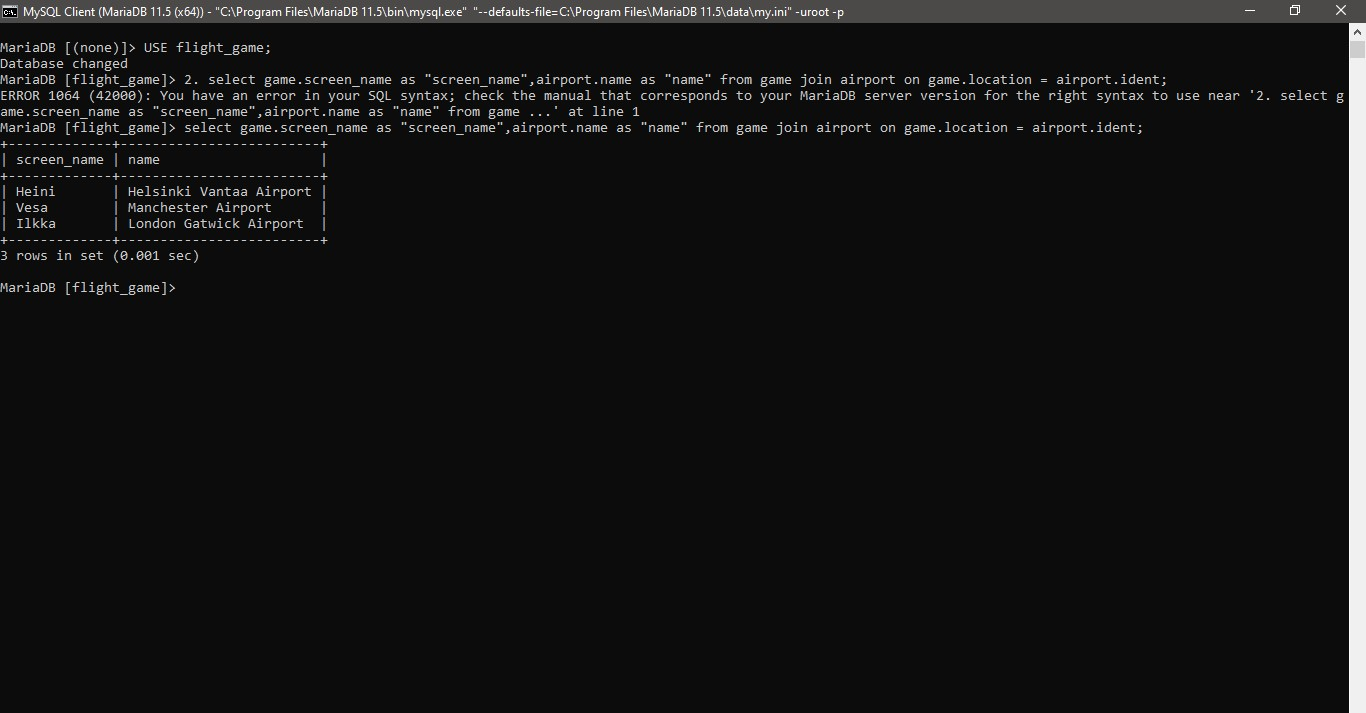 MySQL Client (MariaDB 11.5 (x64)) - "C:\Program Files\MariaDB 11.5\bin\mysql.exe" "--defaults-file=C:\Program Files\MariaDB 11.5\data\my.ini" -uroot -p
MariaDB [(none)]> USE flight_game;
Database changed
MariaDB [flight_game]> 2. select game.screen_name as "screen_name",airport.name as "name" from game join airport on game.location = airport.ident;
ERROR 1064 (42000): You have an error in your SQL syntax; check the manual that corresponds to your MariaDB server version for the right syntax to use near '2. select g
ame.screen_name as "screen_name",airport.name as "name" from game ...' at line 1
MariaDB [flight_game]> select game.screen_name as "screen_name",airport.name as "name" from game join airport on game.location = airport.ident;
+-------------+-------------------------+
| screen_name | name                    |
+-------------+-------------------------+
| Heini       | Helsinki Vantaa Airport |
| Vesa        | Manchester Airport      |
| Ilkka       | London Gatwick Airport  |
+-------------+-------------------------+
3 rows in set (0.001 sec)
MariaDB [flight_game]>